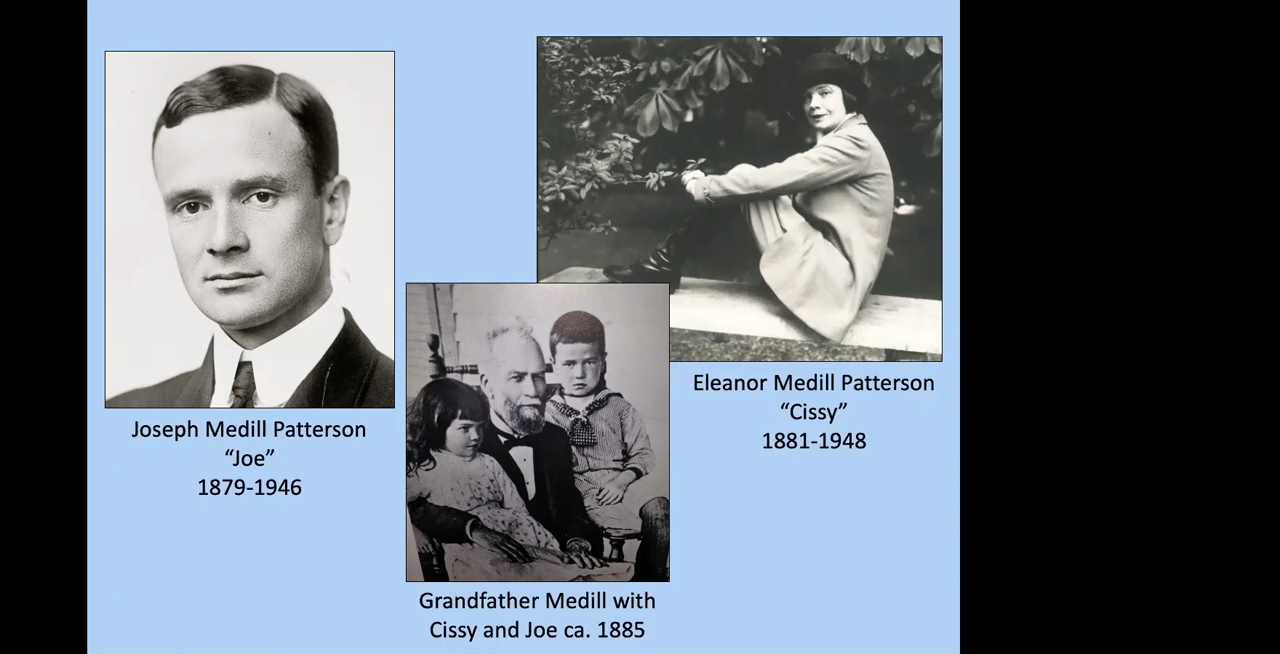 Joseph Medill Patterson
“Joe”
1879-1946
Grandfather Medill with
Cissy and Joe ca. 1885
Eleanor Medill Patterson
“Cissy”
1881-1948